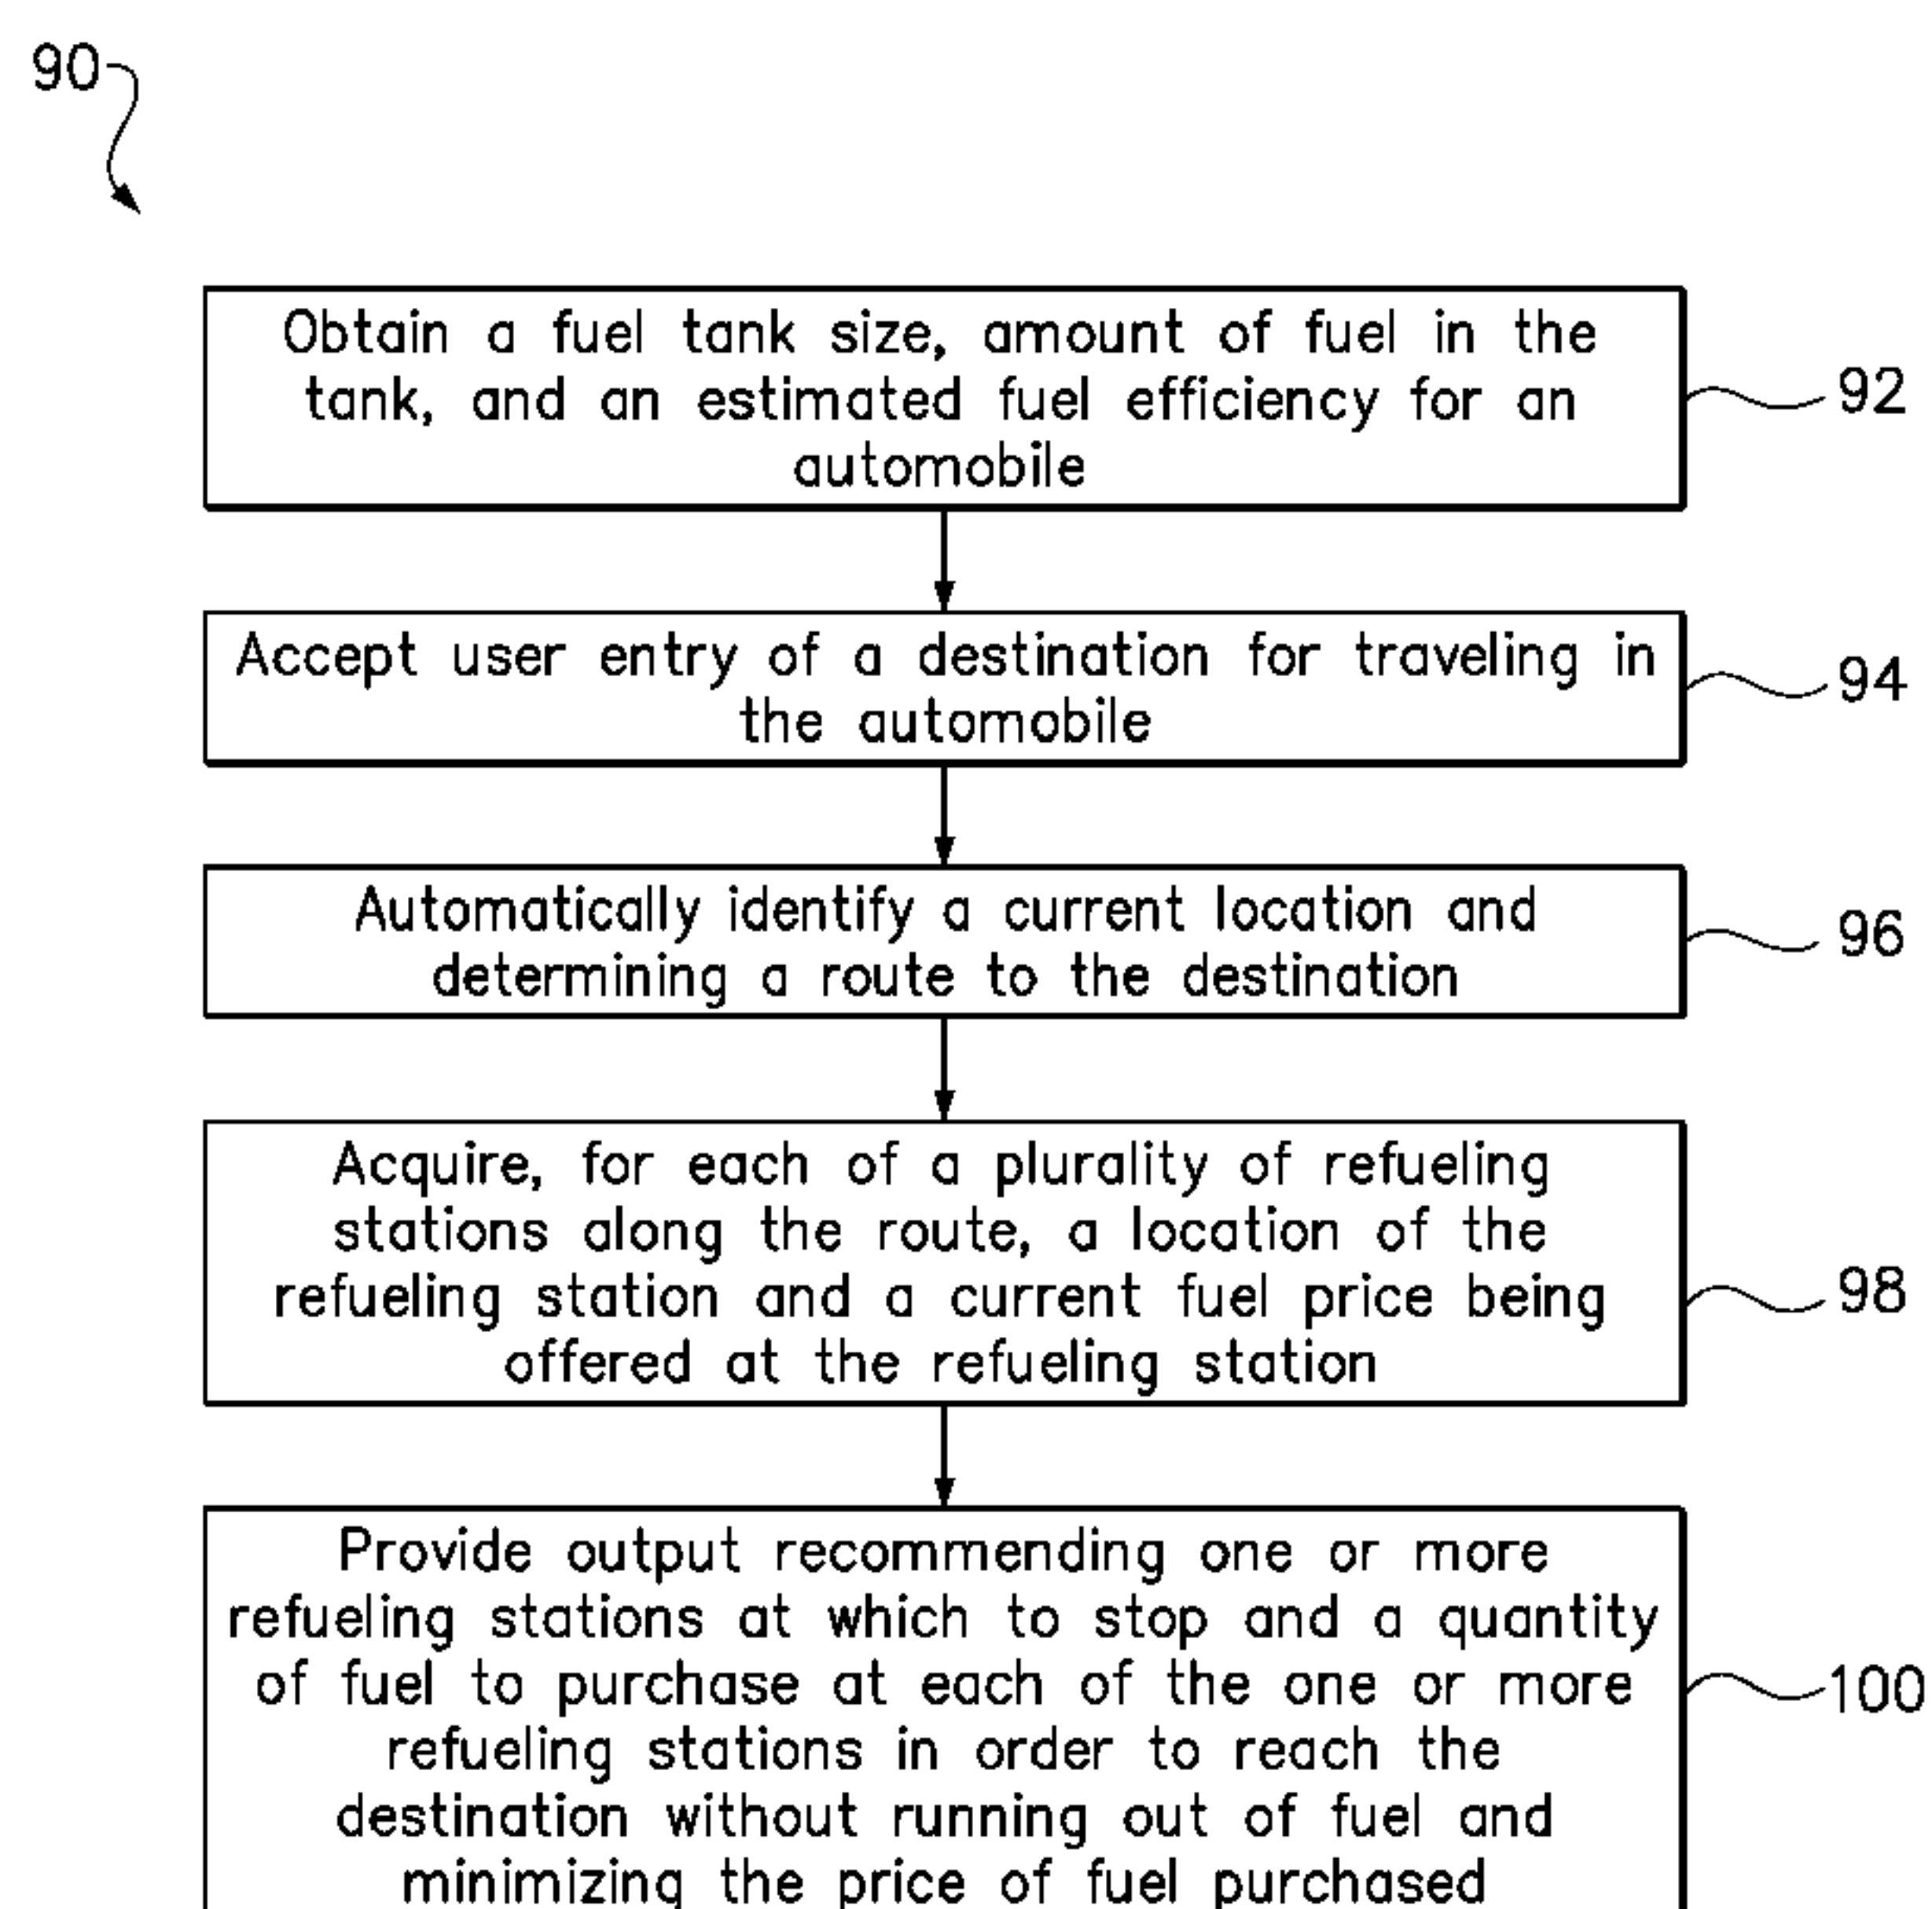 90
Obtain a fuel tank size, amount of fuel in the
tank, and an estimated fuel efficiency for an
automobile
92
Accept user entry of a destination for traveling in
the automobile
94
Automatically identify a current location and
determining a route to the destination
96
Acquire, for each of a plurality of refueling
stations along the route, a location of the
refueling station and a current fuel price being
offered at the refueling station
98
Provide output recommending one or more
refueling stations at which to stop and a quantity
of fuel to purchase at each of the one or more
refueling stations in order to reach the
destination without running out of fuel and
minimizing the price of fuel purchased
100